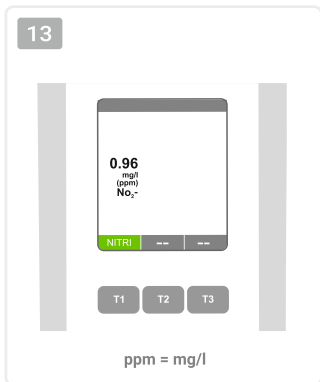 13
0.96
mg/l
(ppm)
No₂-
NITRI -- --
T1 T2 T3
ppm = mg/l